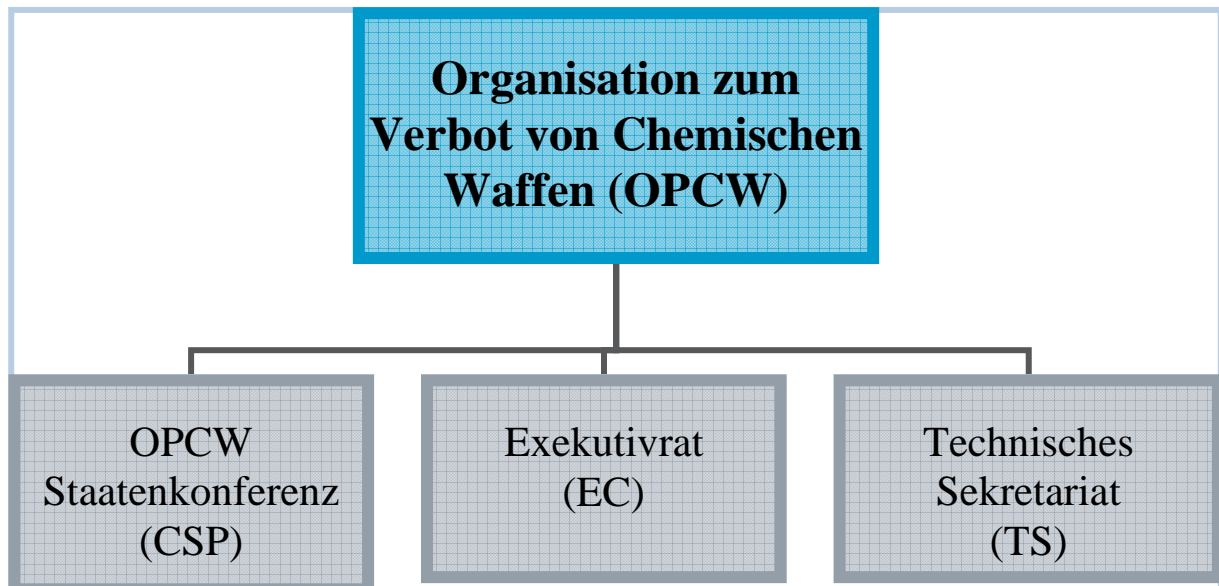 Organisation zum
Verbot von Chemischen
Waffen (OPCW)
OPCW
Staatenkonferenz
(CSP)
Exekutivrat
(EC)
Technisches
Sekretariat
(TS)